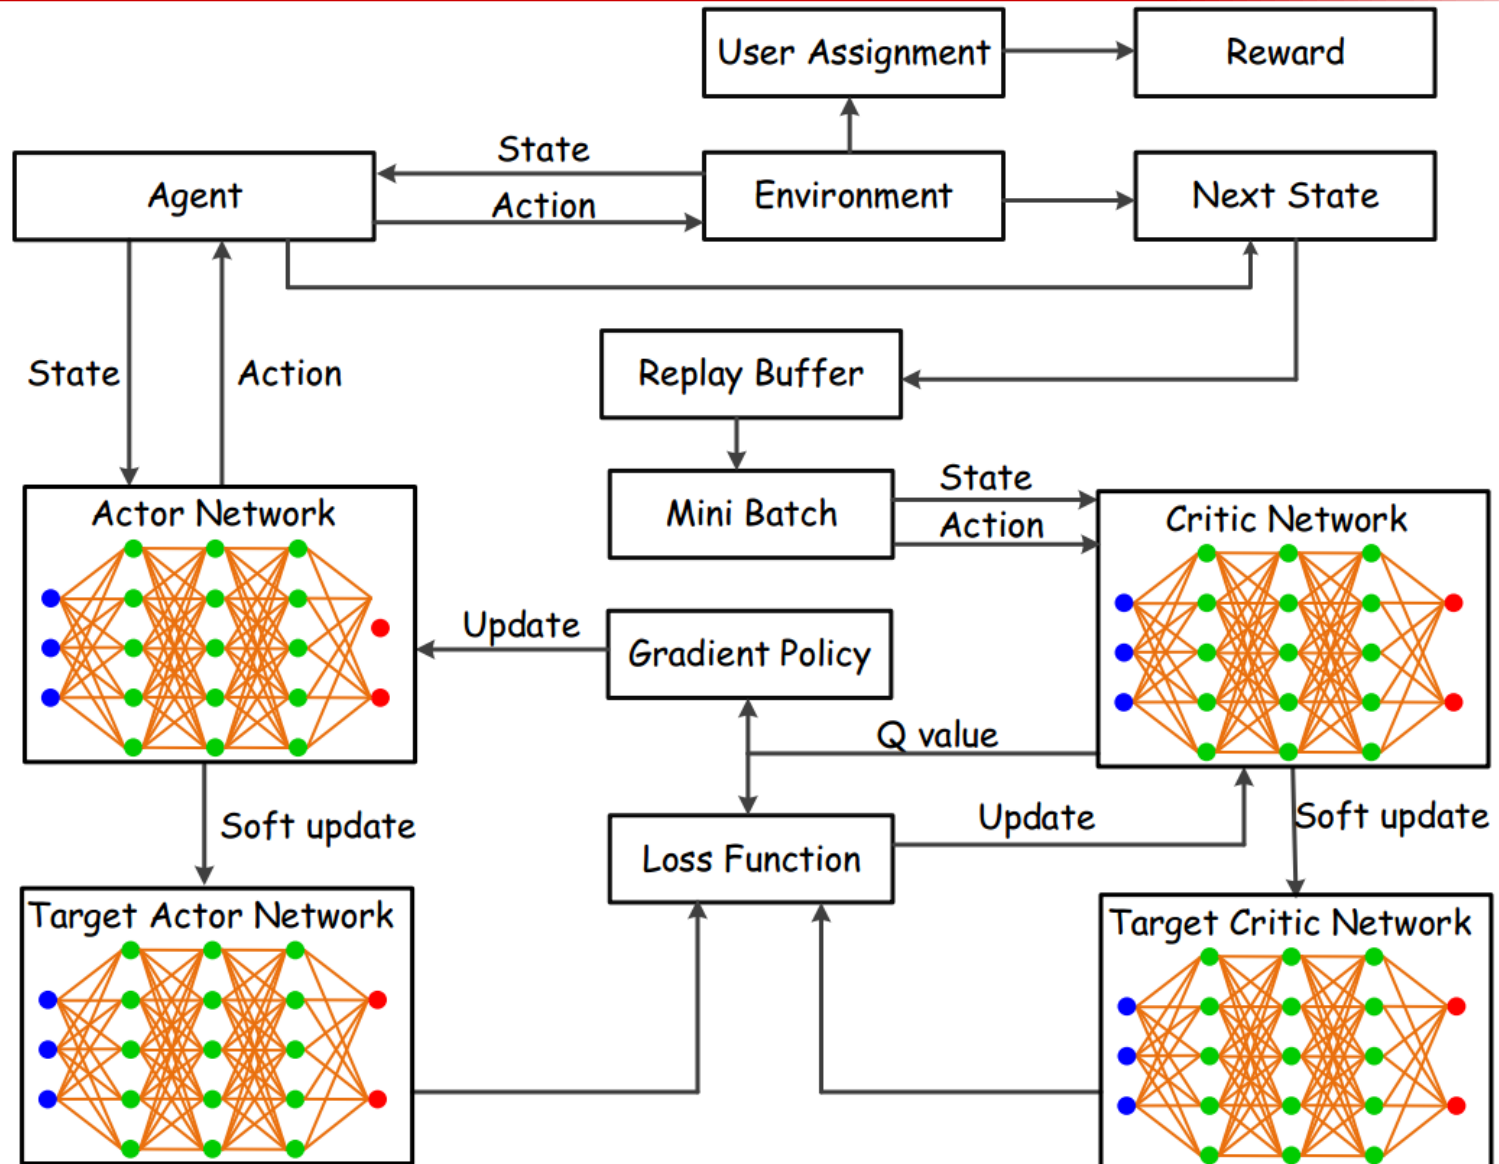 User Assignment
Reward
State
Agent
Environment
Next State
Action
State
Action
Replay Buffer
Mini Batch
State
Action
Actor Network
Critic Network
Update
Gradient Policy
Q value
Soft update
Update
Soft update
Loss Function
Target Actor Network
Target Critic Network